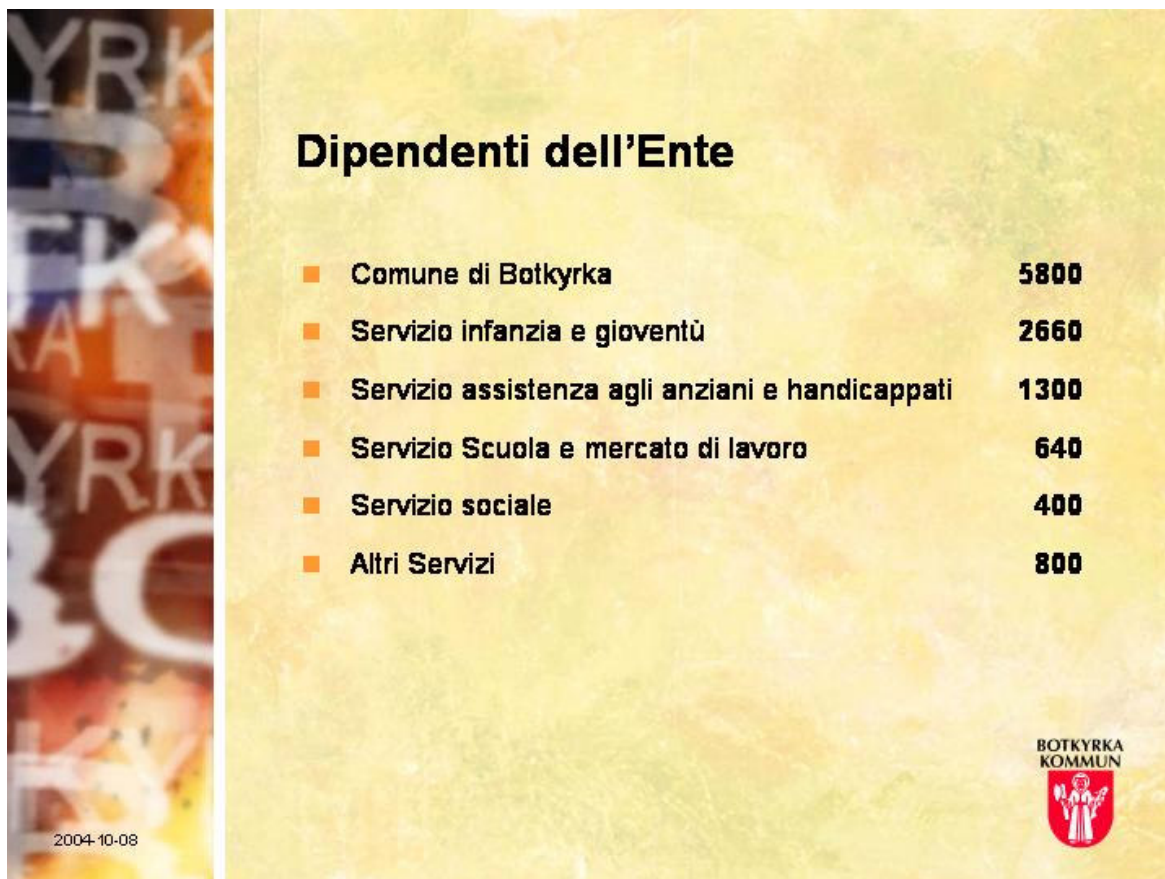 Dipendenti dell'Ente
Comune di Botkyrka 5800
Servizio infanzia e gioventù 2660
Servizio assistenza agli anziani e handicappati 1300
Servizio Scuola e mercato di lavoro 640
Servizio sociale 400
Altri Servizi 800
BOTKYRKA
KOMMUN
2004-10-08